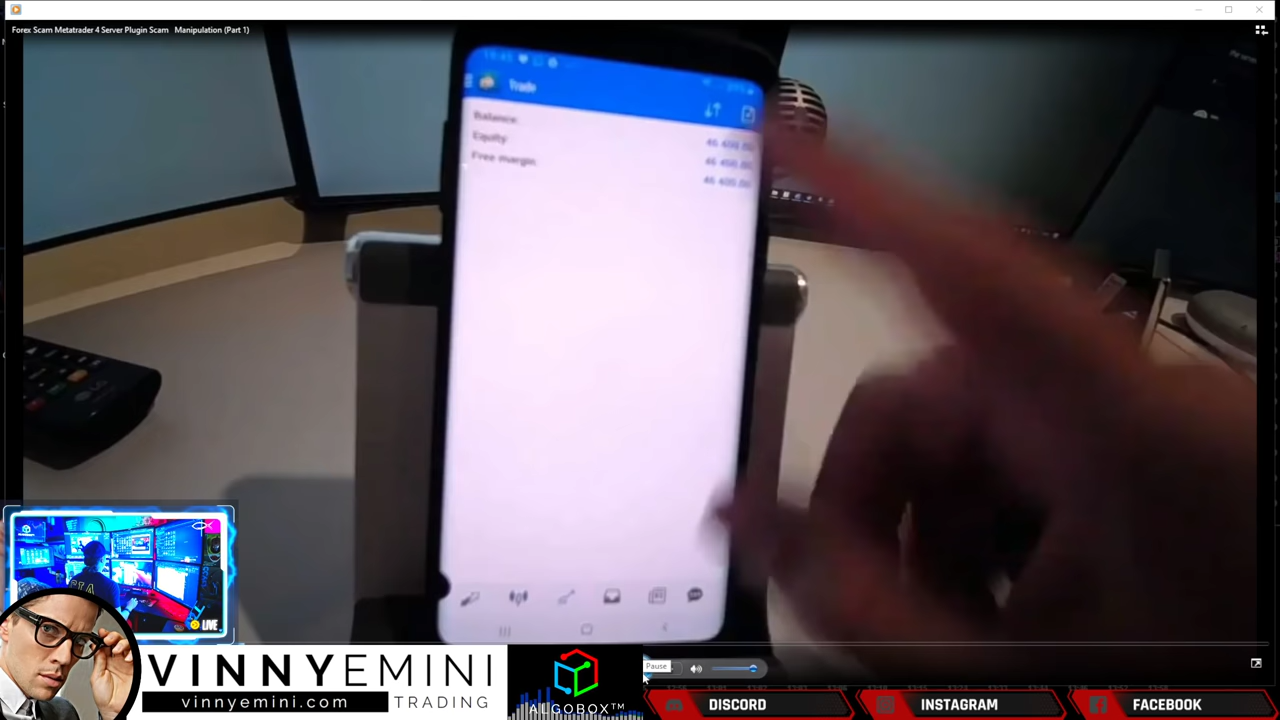 Forex Scam Metatrader 4 Server Plugin Scam Manipulation (Part 1)
Trade
Balance:
Equity:
Free margin:
LIVE
VINNYEMINI
vinnyemini.com
TRADING
ALGOBOX™
Pause
DISCORD
INSTAGRAM
FACEBOOK